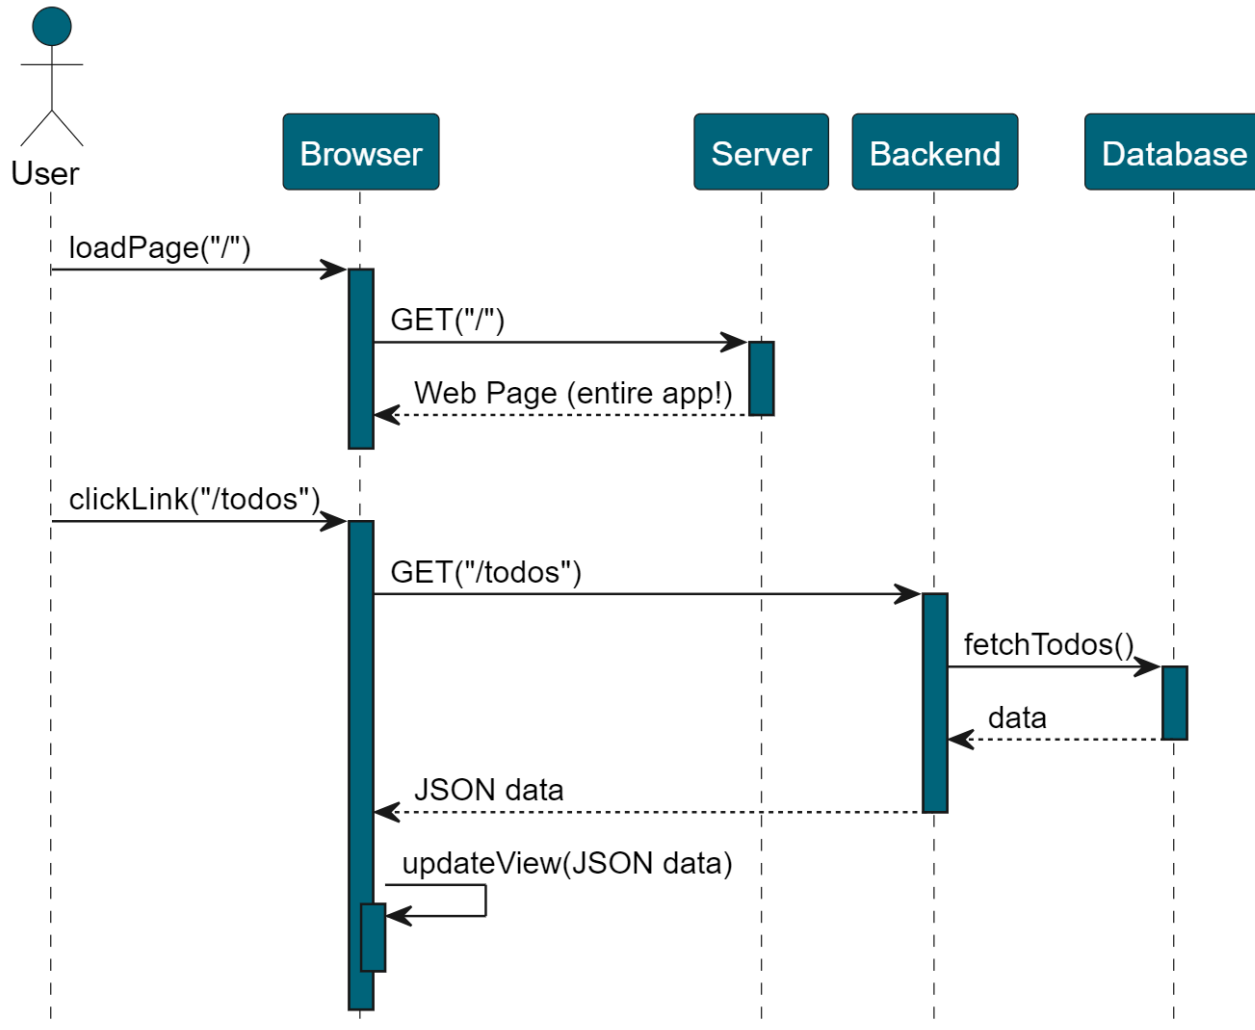 User
Browser
Server
Backend
Database
loadPage("/")
GET("/")
Web Page (entire app!)
clickLink("/todos")
GET("/todos")
fetchTodos()
data
JSON data
updateView(JSON data)